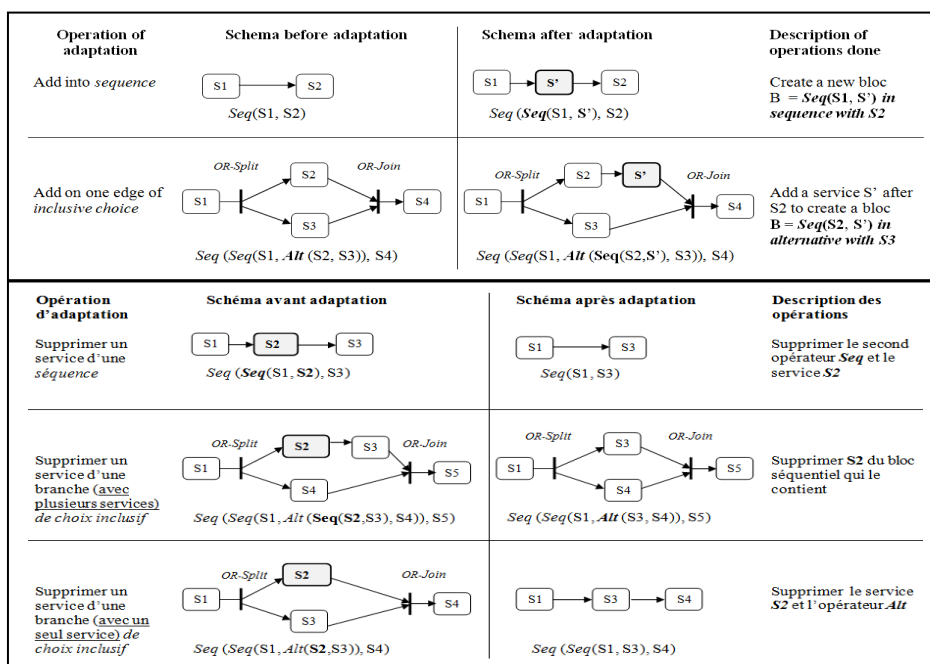 Operation of adaptation
Schema before adaptation
Schema after adaptation
Description of operations done
Add into sequence
S1
S2
Seq(S1, S2)
S1
S'
S2
Seq (Seq(S1, S'), S2)
Create a new bloc
B = Seq(S1, S') in
sequence with S2
Add on one edge of
inclusive choice
OR-Split
OR-Join
S1
S2
S3
S4
Seq (Seq(S1, Alt (S2, S3)), S4)
OR-Split
OR-Join
S1
S2
S'
S3
S4
Seq (Seq(S1, Alt (Seq(S2,S'), S3)), S4)
Add a service S' after
S2 to create a bloc
B = Seq(S2, S') in
alternative with S3
Opération
d'adaptation
Schéma avant adaptation
Schéma après adaptation
Description des
opérations
Supprimer un
service d'une
séquence
S1
S2
S3
Seq (Seq(S1, S2), S3)
S1
S3
Seq(S1, S3)
Supprimer le second
opérateur Seq et le
service S2
Supprimer un
service d'une
branche (avec
plusieurs services)
de choix inclusif
OR-Split
OR-Join
S1
S2
S3
S4
S5
Seq (Seq(S1, Alt (Seq(S2,S3), S4)), S5)
OR-Split
OR-Join
S1
S3
S4
S5
Seq (Seq(S1, Alt (S3, S4)), S5)
Supprimer S2 du bloc
séquentiel qui le
contient
Supprimer un
service d'une
branche (avec un
seul service) de
choix inclusif
OR-Split
OR-Join
S1
S2
S3
S4
Seq (Seq(S1, Alt(S2,S3)), S4)
S1
S3
S4
Seq (Seq(S1, S3), S4)
Supprimer le service
S2 et l'opérateur Alt